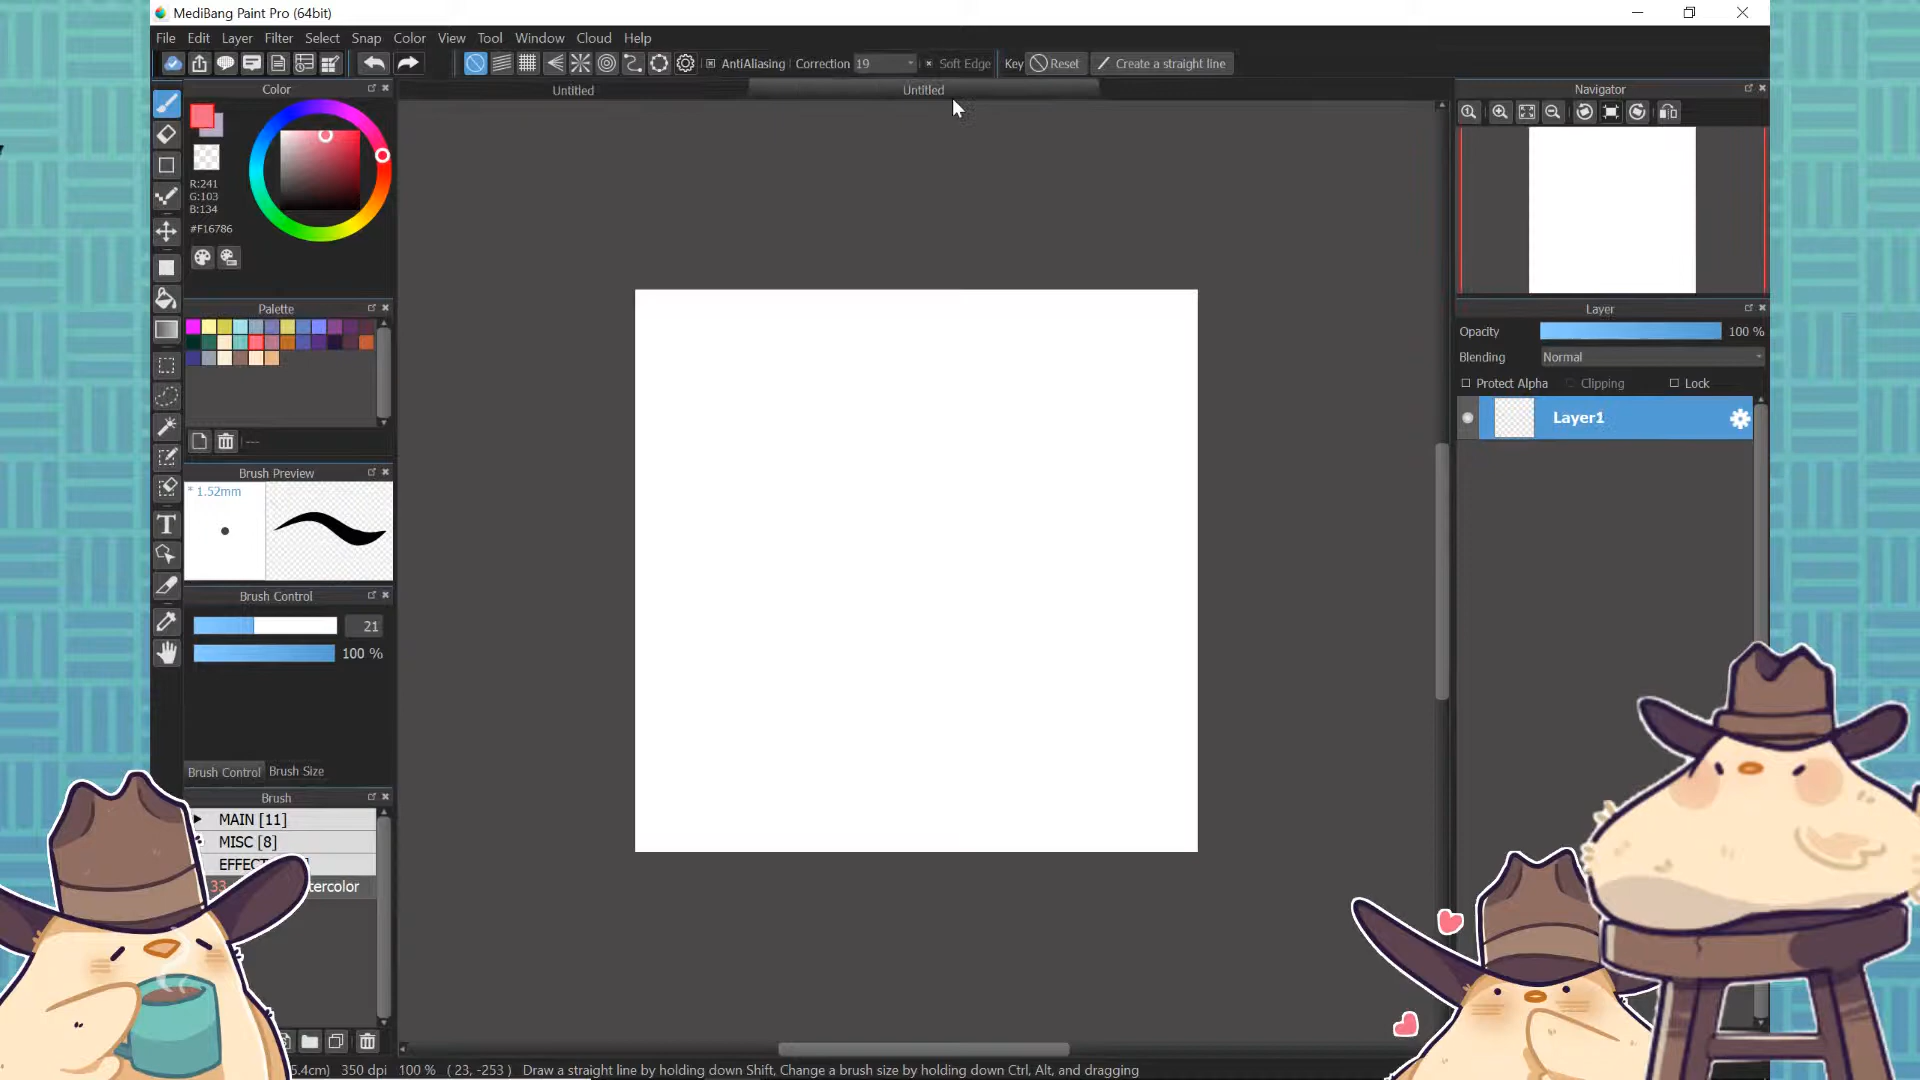 MediBang Paint Pro (64bit)
File Edit Layer Filter Select Snap Color View Tool Window Cloud Help
AntiAliasing Correction 19 Soft Edge Key Reset Create a straight line
Color
Untitled
Untitled
Navigator
R:241
G:103
B:134
#F16786
Palette
Layer
Opacity 100 %
Blending Normal
Protect Alpha Clipping Lock
Layer1
---
Brush Preview
* 1.52mm
Brush Control
21
100 %
Brush Control Brush Size
Brush
MAIN [11]
MISC [8]
33
5.4cm) 350 dpi 100 % ( 23, -253 ) Draw a straight line by holding down Shift, Change a brush size by holding down Ctrl, Alt, and dragging